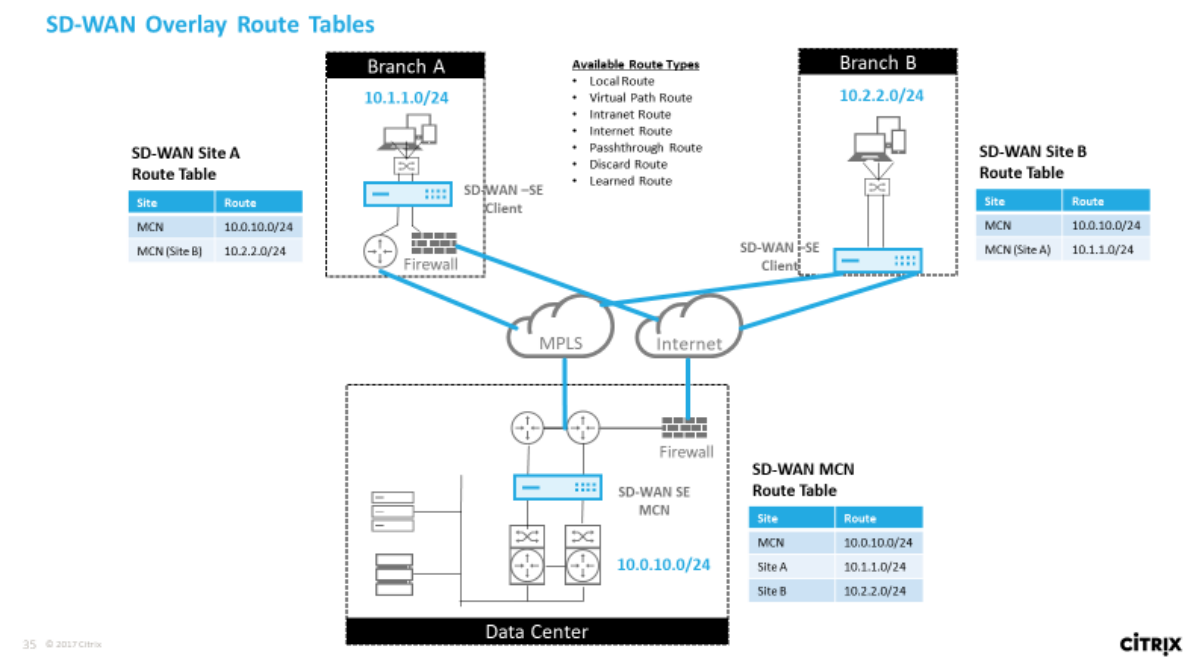 SD-WAN Overlay Route Tables
Branch A
10.1.1.0/24
Available Route Types
• Local Route
• Virtual Path Route
• Intranet Route
• Internet Route
• Passhthrough Route
• Discard Route
• Learned Route
Branch B
10.2.2.0/24
SD-WAN Site A
Route Table
Site Route
MCN 10.0.10.0/24
MCN (Site B) 10.2.2.0/24
SD-WAN –SE
Client
Firewall
SD-WAN –SE
Client
SD-WAN Site B
Route Table
Site Route
MCN 10.0.10.0/24
MCN (Site A) 10.1.1.0/24
MPLS
Internet
Firewall
SD-WAN SE
MCN
10.0.10.0/24
Data Center
SD-WAN MCN
Route Table
Site Route
MCN 10.0.10.0/24
Site A 10.1.1.0/24
Site B 10.2.2.0/24
35 © 2017 Citrix
CITRIX